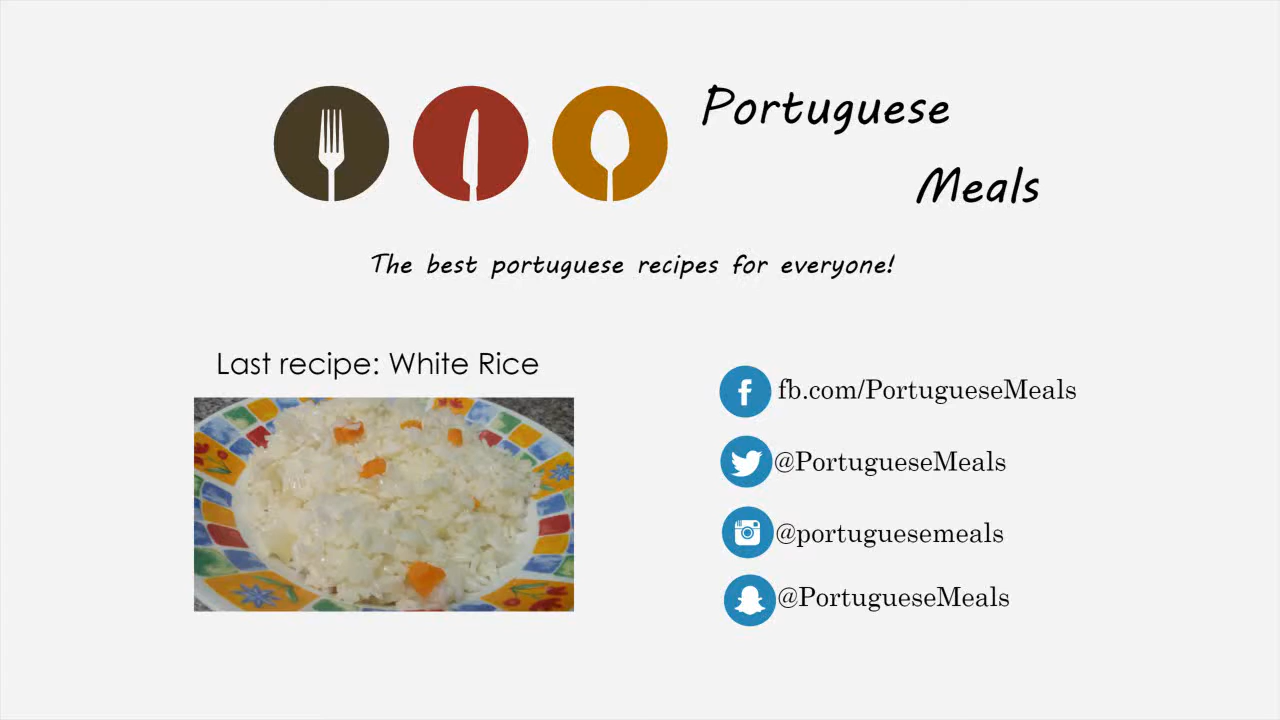 Portuguese
Meals
The best portuguese recipes for everyone!
Last recipe: White Rice
fb.com/PortugueseMeals
@PortugueseMeals
@portuguesemeals
@PortugueseMeals